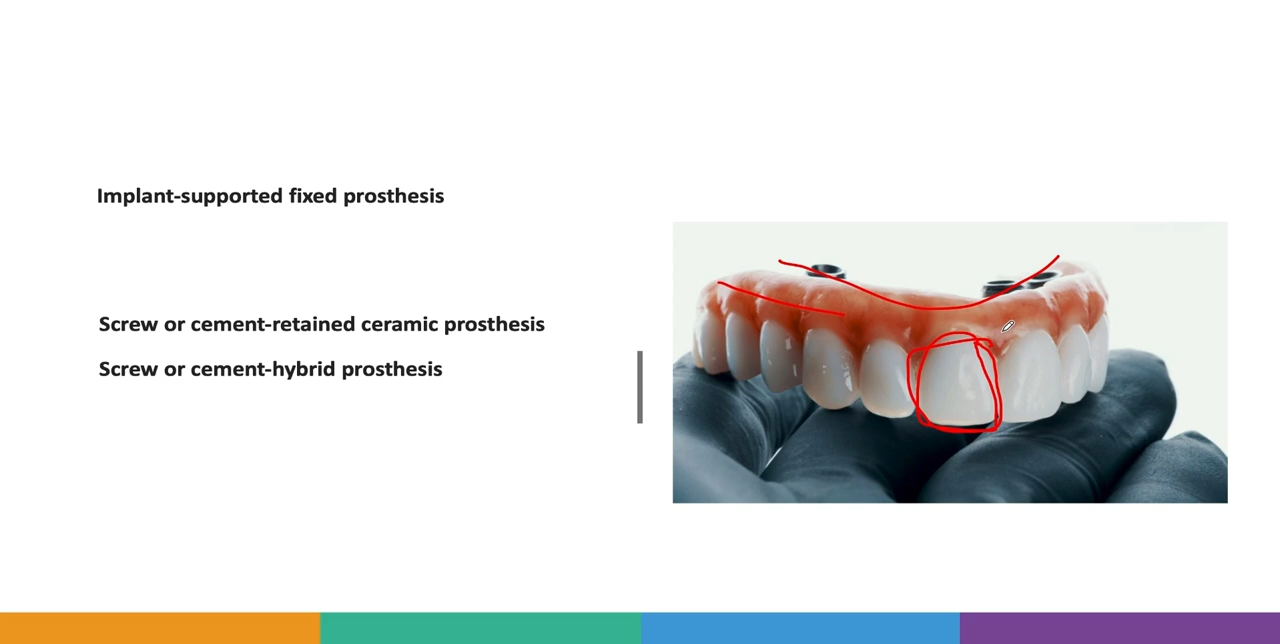 Implant-supported fixed prosthesis
Screw or cement-retained ceramic prosthesis
Screw or cement-hybrid prosthesis